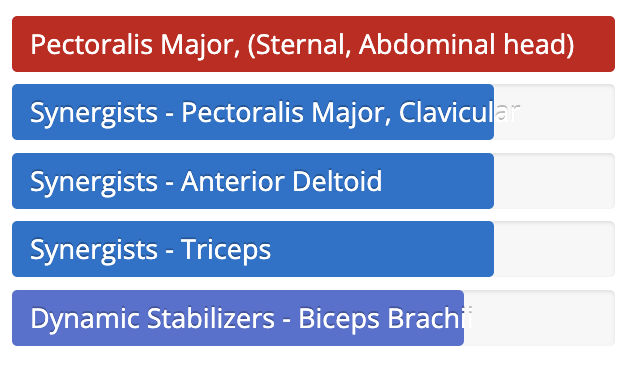 Pectoralis Major, (Sternal, Abdominal head)
Synergists - Pectoralis Major, Clavicular
Synergists - Anterior Deltoid
Synergists - Triceps
Dynamic Stabilizers - Biceps Brachii